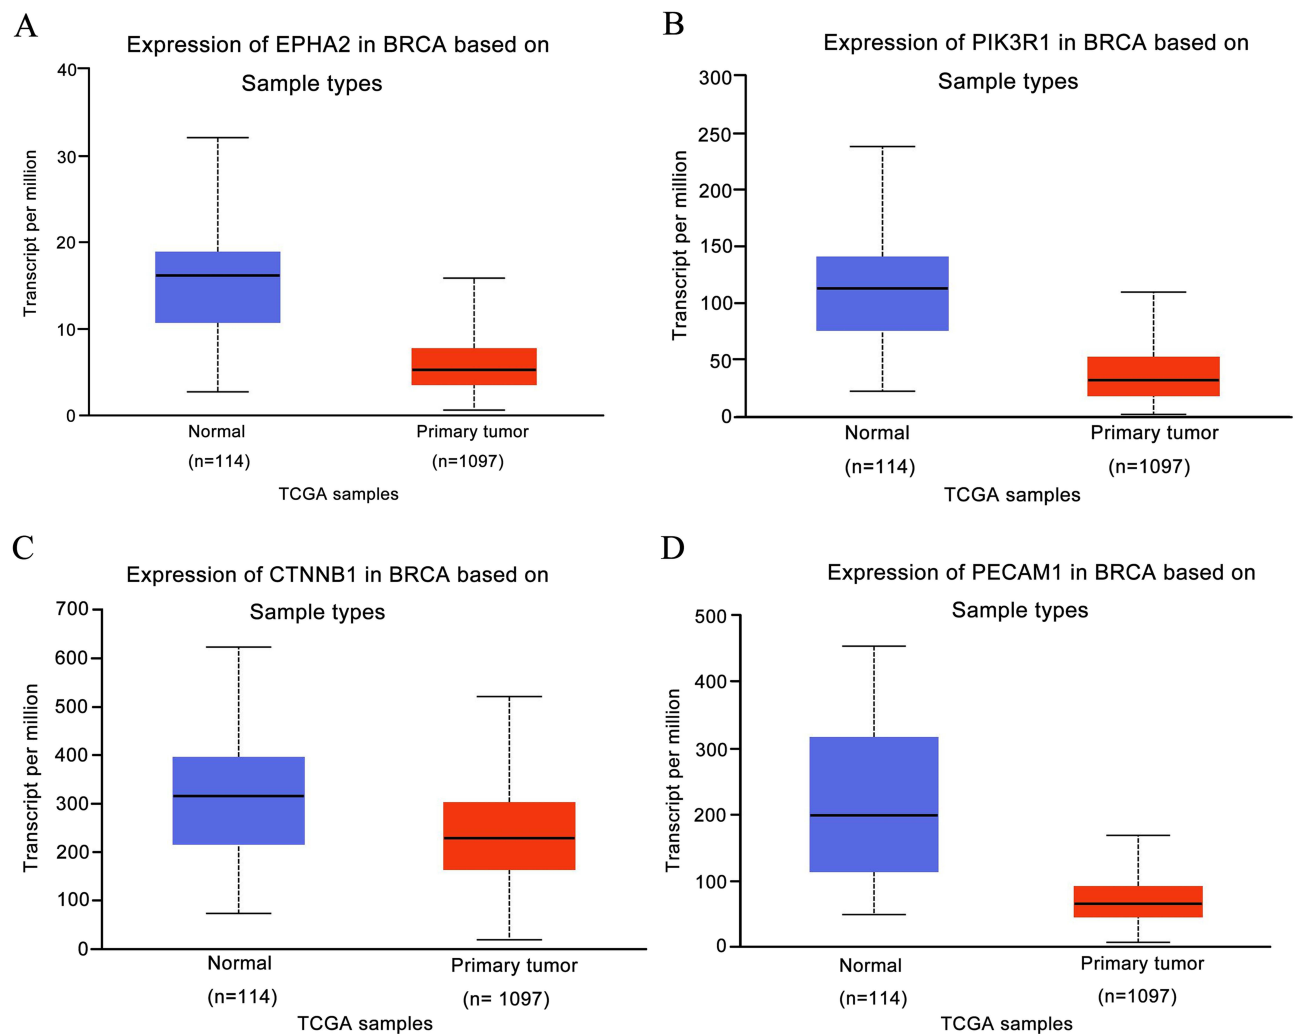 A
Expression of EPHA2 in BRCA based on
Sample types
40
30
20
10
0
Transcript per million
Normal
Primary tumor
(n=114)
(n=1097)
TCGA samples
B
Expression of PIK3R1 in BRCA based on
Sample types
300
250
200
150
100
50
0
Transcript per million
Normal
Primary tumor
(n=114)
(n=1097)
TCGA samples
C
Expression of CTNNB1 in BRCA based on
Sample types
700
600
500
400
300
200
100
0
Transcript per million
Normal
Primary tumor
(n=114)
(n= 1097)
TCGA samples
D
Expression of PECAM1 in BRCA based on
Sample types
500
400
300
200
100
0
Transcript per million
Normal
Primary tumor
(n=114)
(n=1097)
TCGA samples